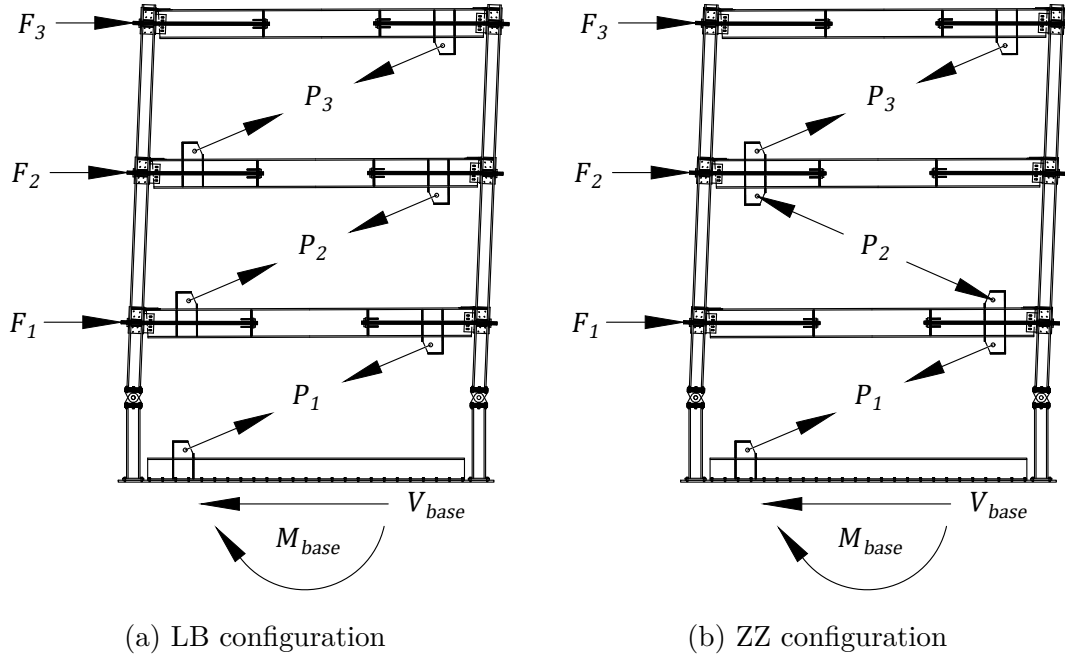 F3 F3
P3 P3
F2 F2
P2 P2
F1 F1
P1 P1
Vbase Vbase
Mbase Mbase
(a) LB configuration (b) ZZ configuration